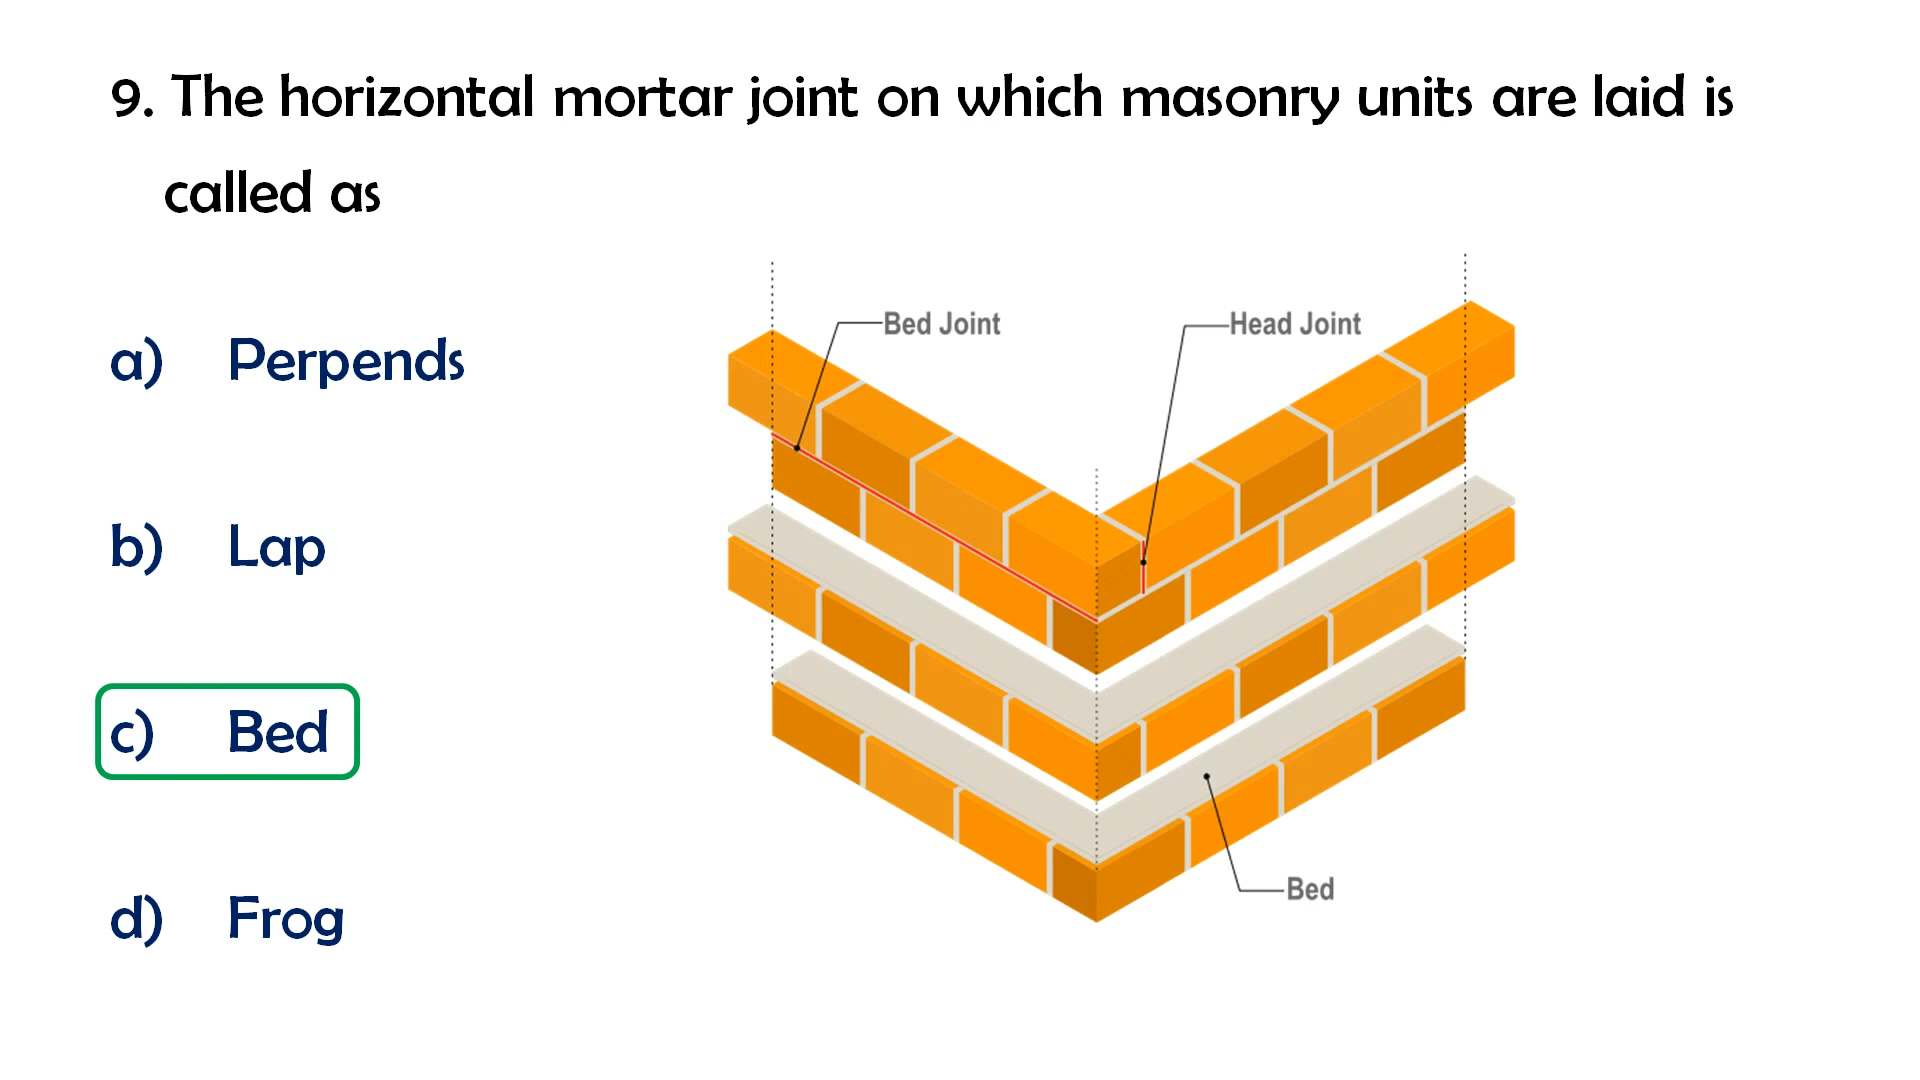 9. The horizontal mortar joint on which masonry units are laid is
called as
a) Perpends
b) Lap
c) Bed
d) Frog
Bed Joint
Head Joint
Bed